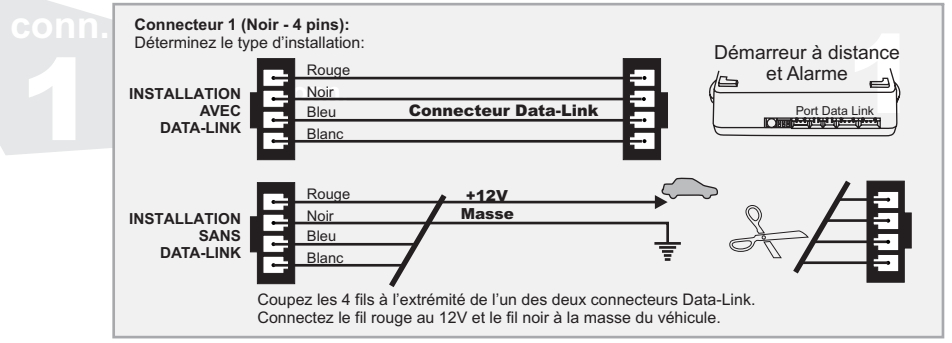 conn.
1
Connecteur 1 (Noir - 4 pins):
Déterminez le type d'installation:
INSTALLATION
AVEC
DATA-LINK
Rouge
Noir
Bleu
Blanc
Connecteur Data-Link
Démarreur à distance
et Alarme
Port Data Link
INSTALLATION
SANS
DATA-LINK
Rouge
Noir
Bleu
Blanc
+12V
Masse
Coupez les 4 fils à l'extrémité de l'un des deux connecteurs Data-Link.
Connectez le fil rouge au 12V et le fil noir à la masse du véhicule.